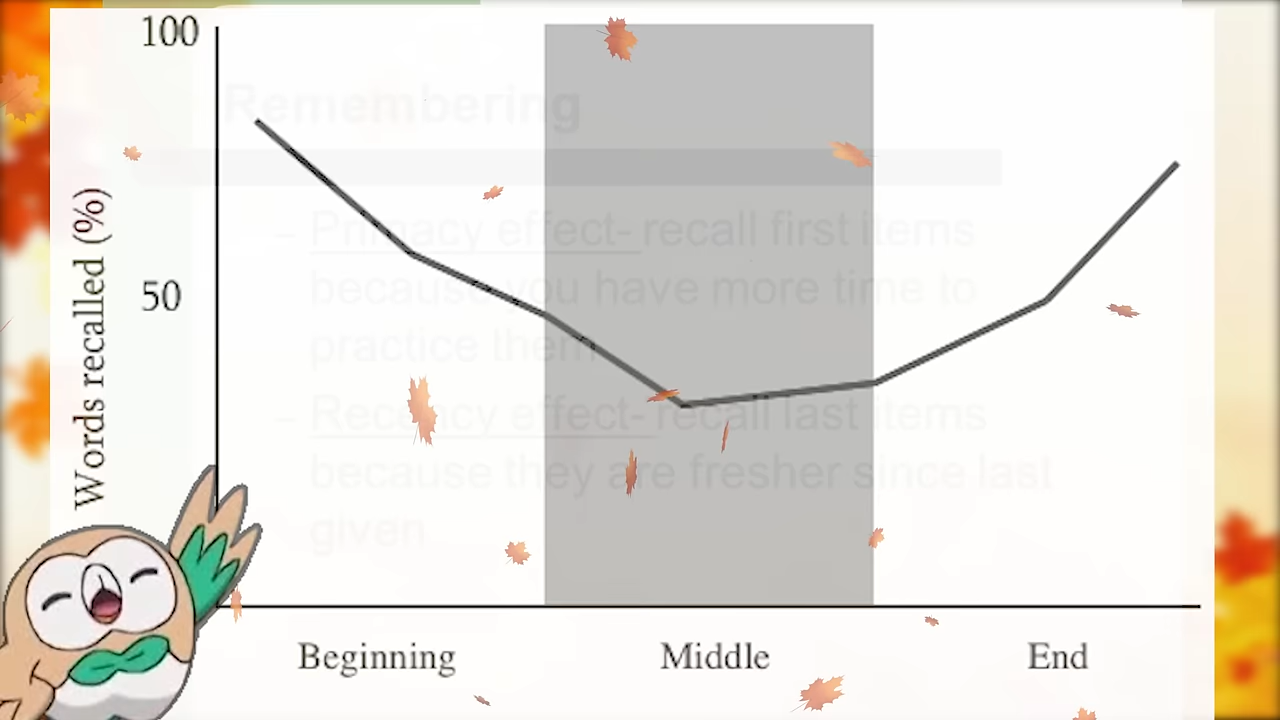 100
Remembering
– Primacy effect- recall first items
because you have more time to
practice them
50
– Recency effect- recall last items
because they are fresher since last
given
Words recalled (%)
Beginning Middle End